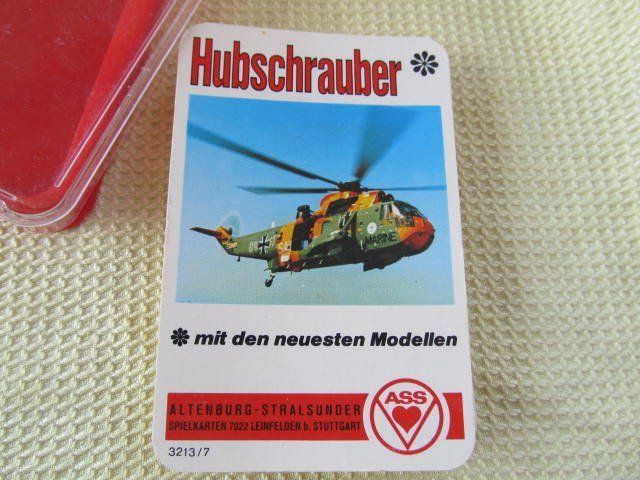 Hubschrauber *
MARINE
* mit den neuesten Modellen
ALTENBURG-STRALSUNDER
SPIELKARTEN 7022 LEINFELDEN b. STUTTGART
ASS
3213/7